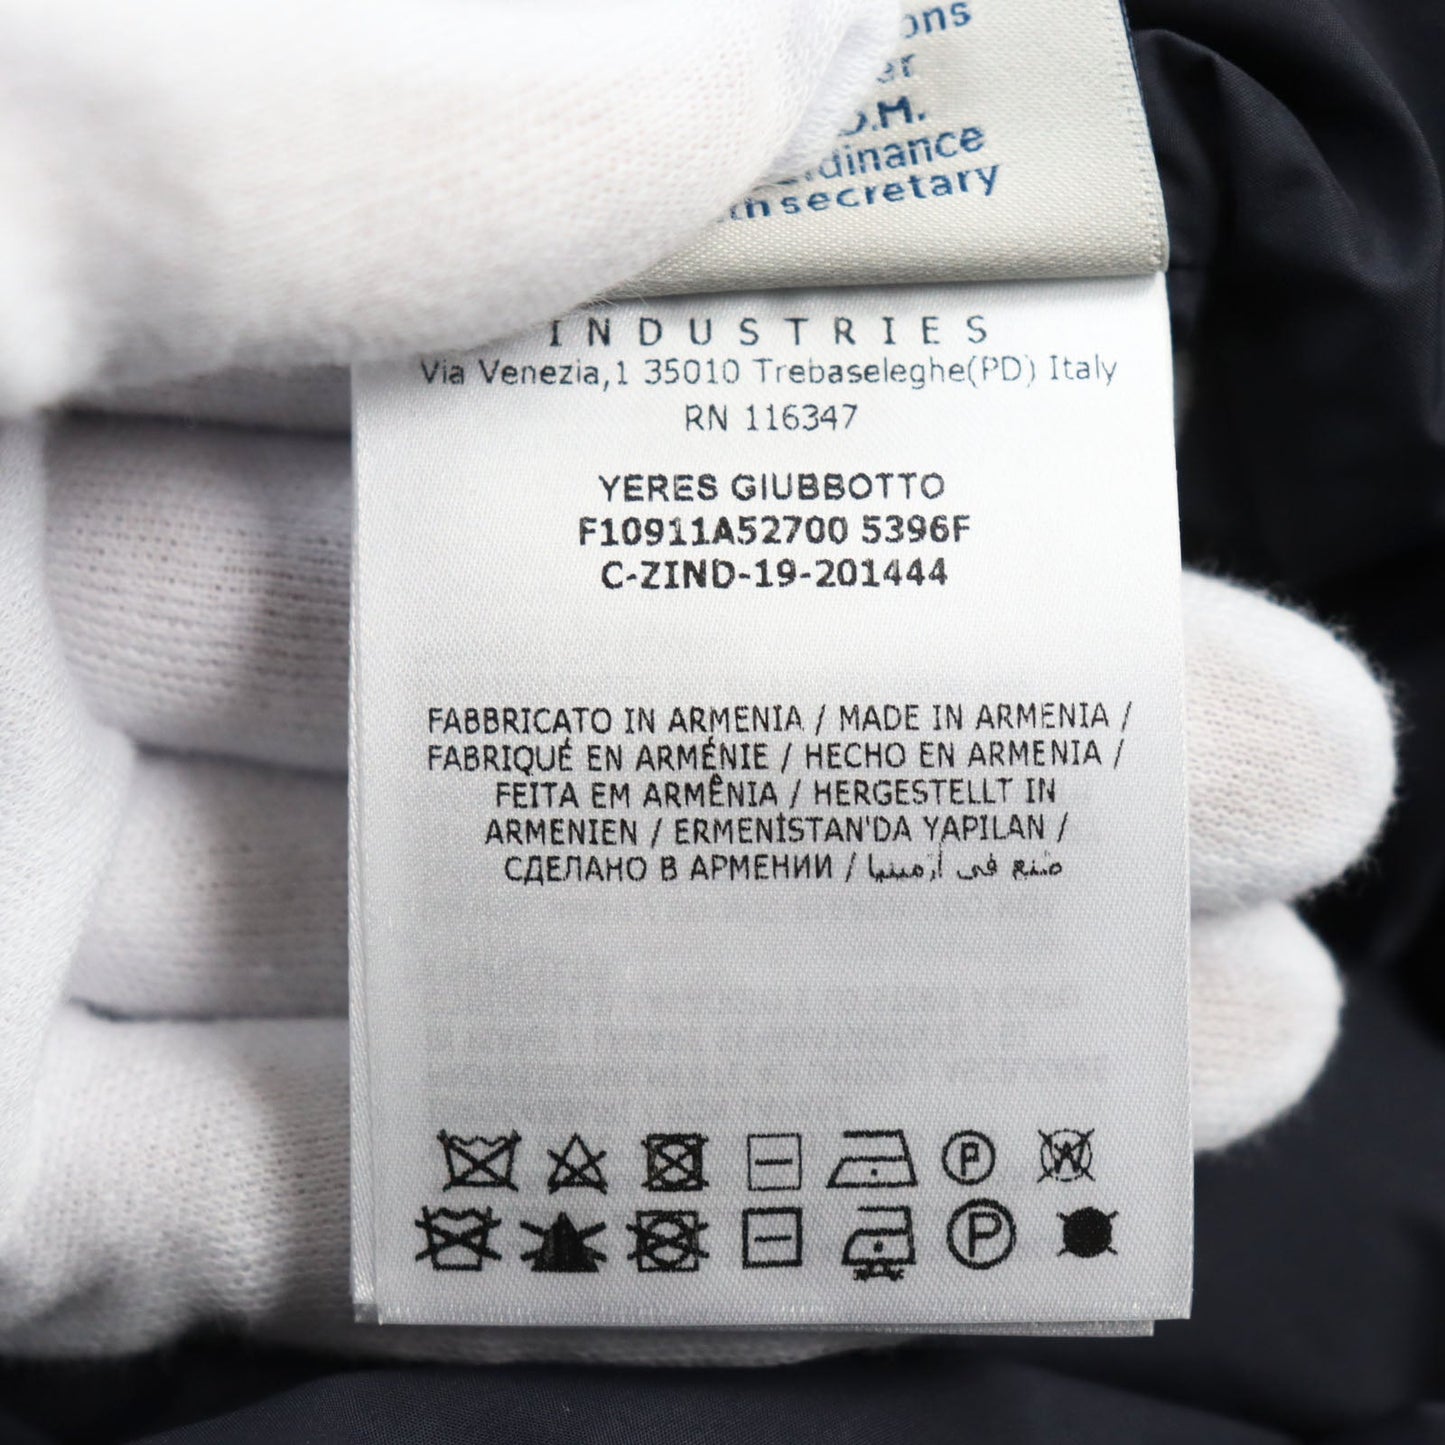 secretary
INDUSTRIES
Via Venezia,1 35010 Trebaseleghe(PD) Italy
RN 116347
YERES GIUBBOTTO
F10911A52700 5396F
C-ZIND-19-201444
FABBRICATO IN ARMENIA / MADE IN ARMENIA /
FABRIQUÉ EN ARMÉNIE / HECHO EN ARMENIA /
FEITA EM ARMÊNIA / HERGESTELLT IN
ARMENIEN / ERMENİSTAN'DA YAPILAN /
СДЕЛАНО В АРМЕНИИ / صنع في أرمينيا